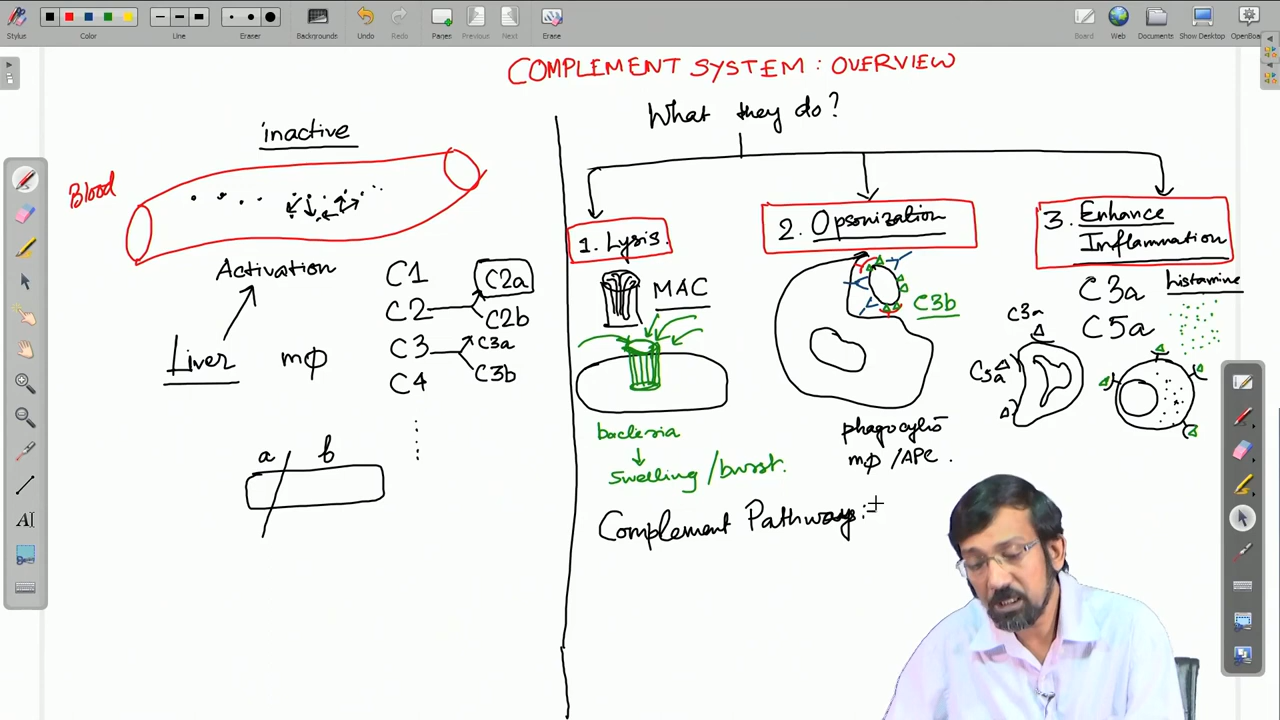 Stylus
Color
Line
Eraser
Backgrounds
Undo
Redo
Pages
Previous
Next
Erase
Board
Web
Documents
Show Desktop
OpenBoa
COMPLEMENT SYSTEM : OVERVIEW
inactive
Blood
Activation
Liver mφ
C1
C2
C2a
C2b
C3
C3a
C3b
C4
a b
What they do?
1. Lysis.
MAC
bacteria
swelling/burst.
2. Opsonization
C3b
phagocytic
mφ/APC.
3. Enhance
Inflammation
C3a
C5a
histamine
C3a
C5a
Complement Pathways: